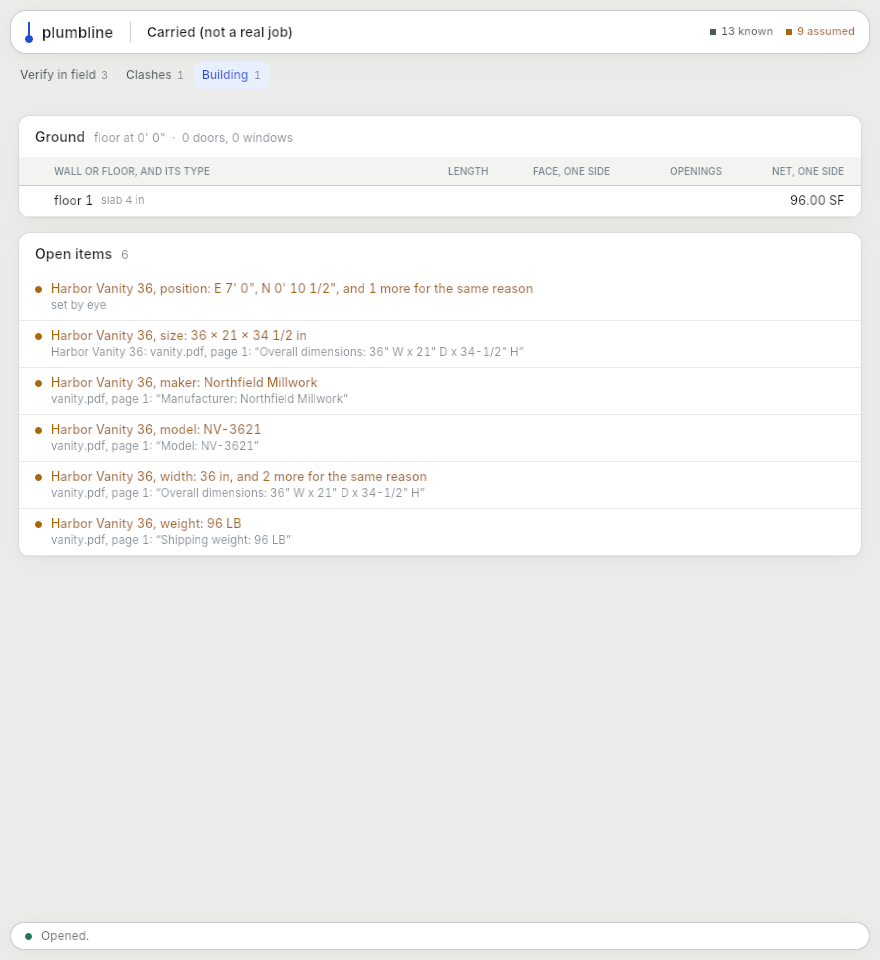 plumbline Carried (not a real job) 13 known 9 assumed
Verify in field 3 Clashes 1 Building 1
Ground floor at 0' 0" · 0 doors, 0 windows
WALL OR FLOOR, AND ITS TYPE LENGTH FACE, ONE SIDE OPENINGS NET, ONE SIDE
floor 1 slab 4 in 96.00 SF
Open items 6
Harbor Vanity 36, position: E 7' 0", N 0' 10 1/2", and 1 more for the same reason
set by eye
Harbor Vanity 36, size: 36 × 21 × 34 1/2 in
Harbor Vanity 36: vanity.pdf, page 1: “Overall dimensions: 36" W x 21" D x 34-1/2" H”
Harbor Vanity 36, maker: Northfield Millwork
vanity.pdf, page 1: “Manufacturer: Northfield Millwork”
Harbor Vanity 36, model: NV-3621
vanity.pdf, page 1: “Model: NV-3621”
Harbor Vanity 36, width: 36 in, and 2 more for the same reason
vanity.pdf, page 1: “Overall dimensions: 36" W x 21" D x 34-1/2" H”
Harbor Vanity 36, weight: 96 LB
vanity.pdf, page 1: “Shipping weight: 96 LB”
Opened.